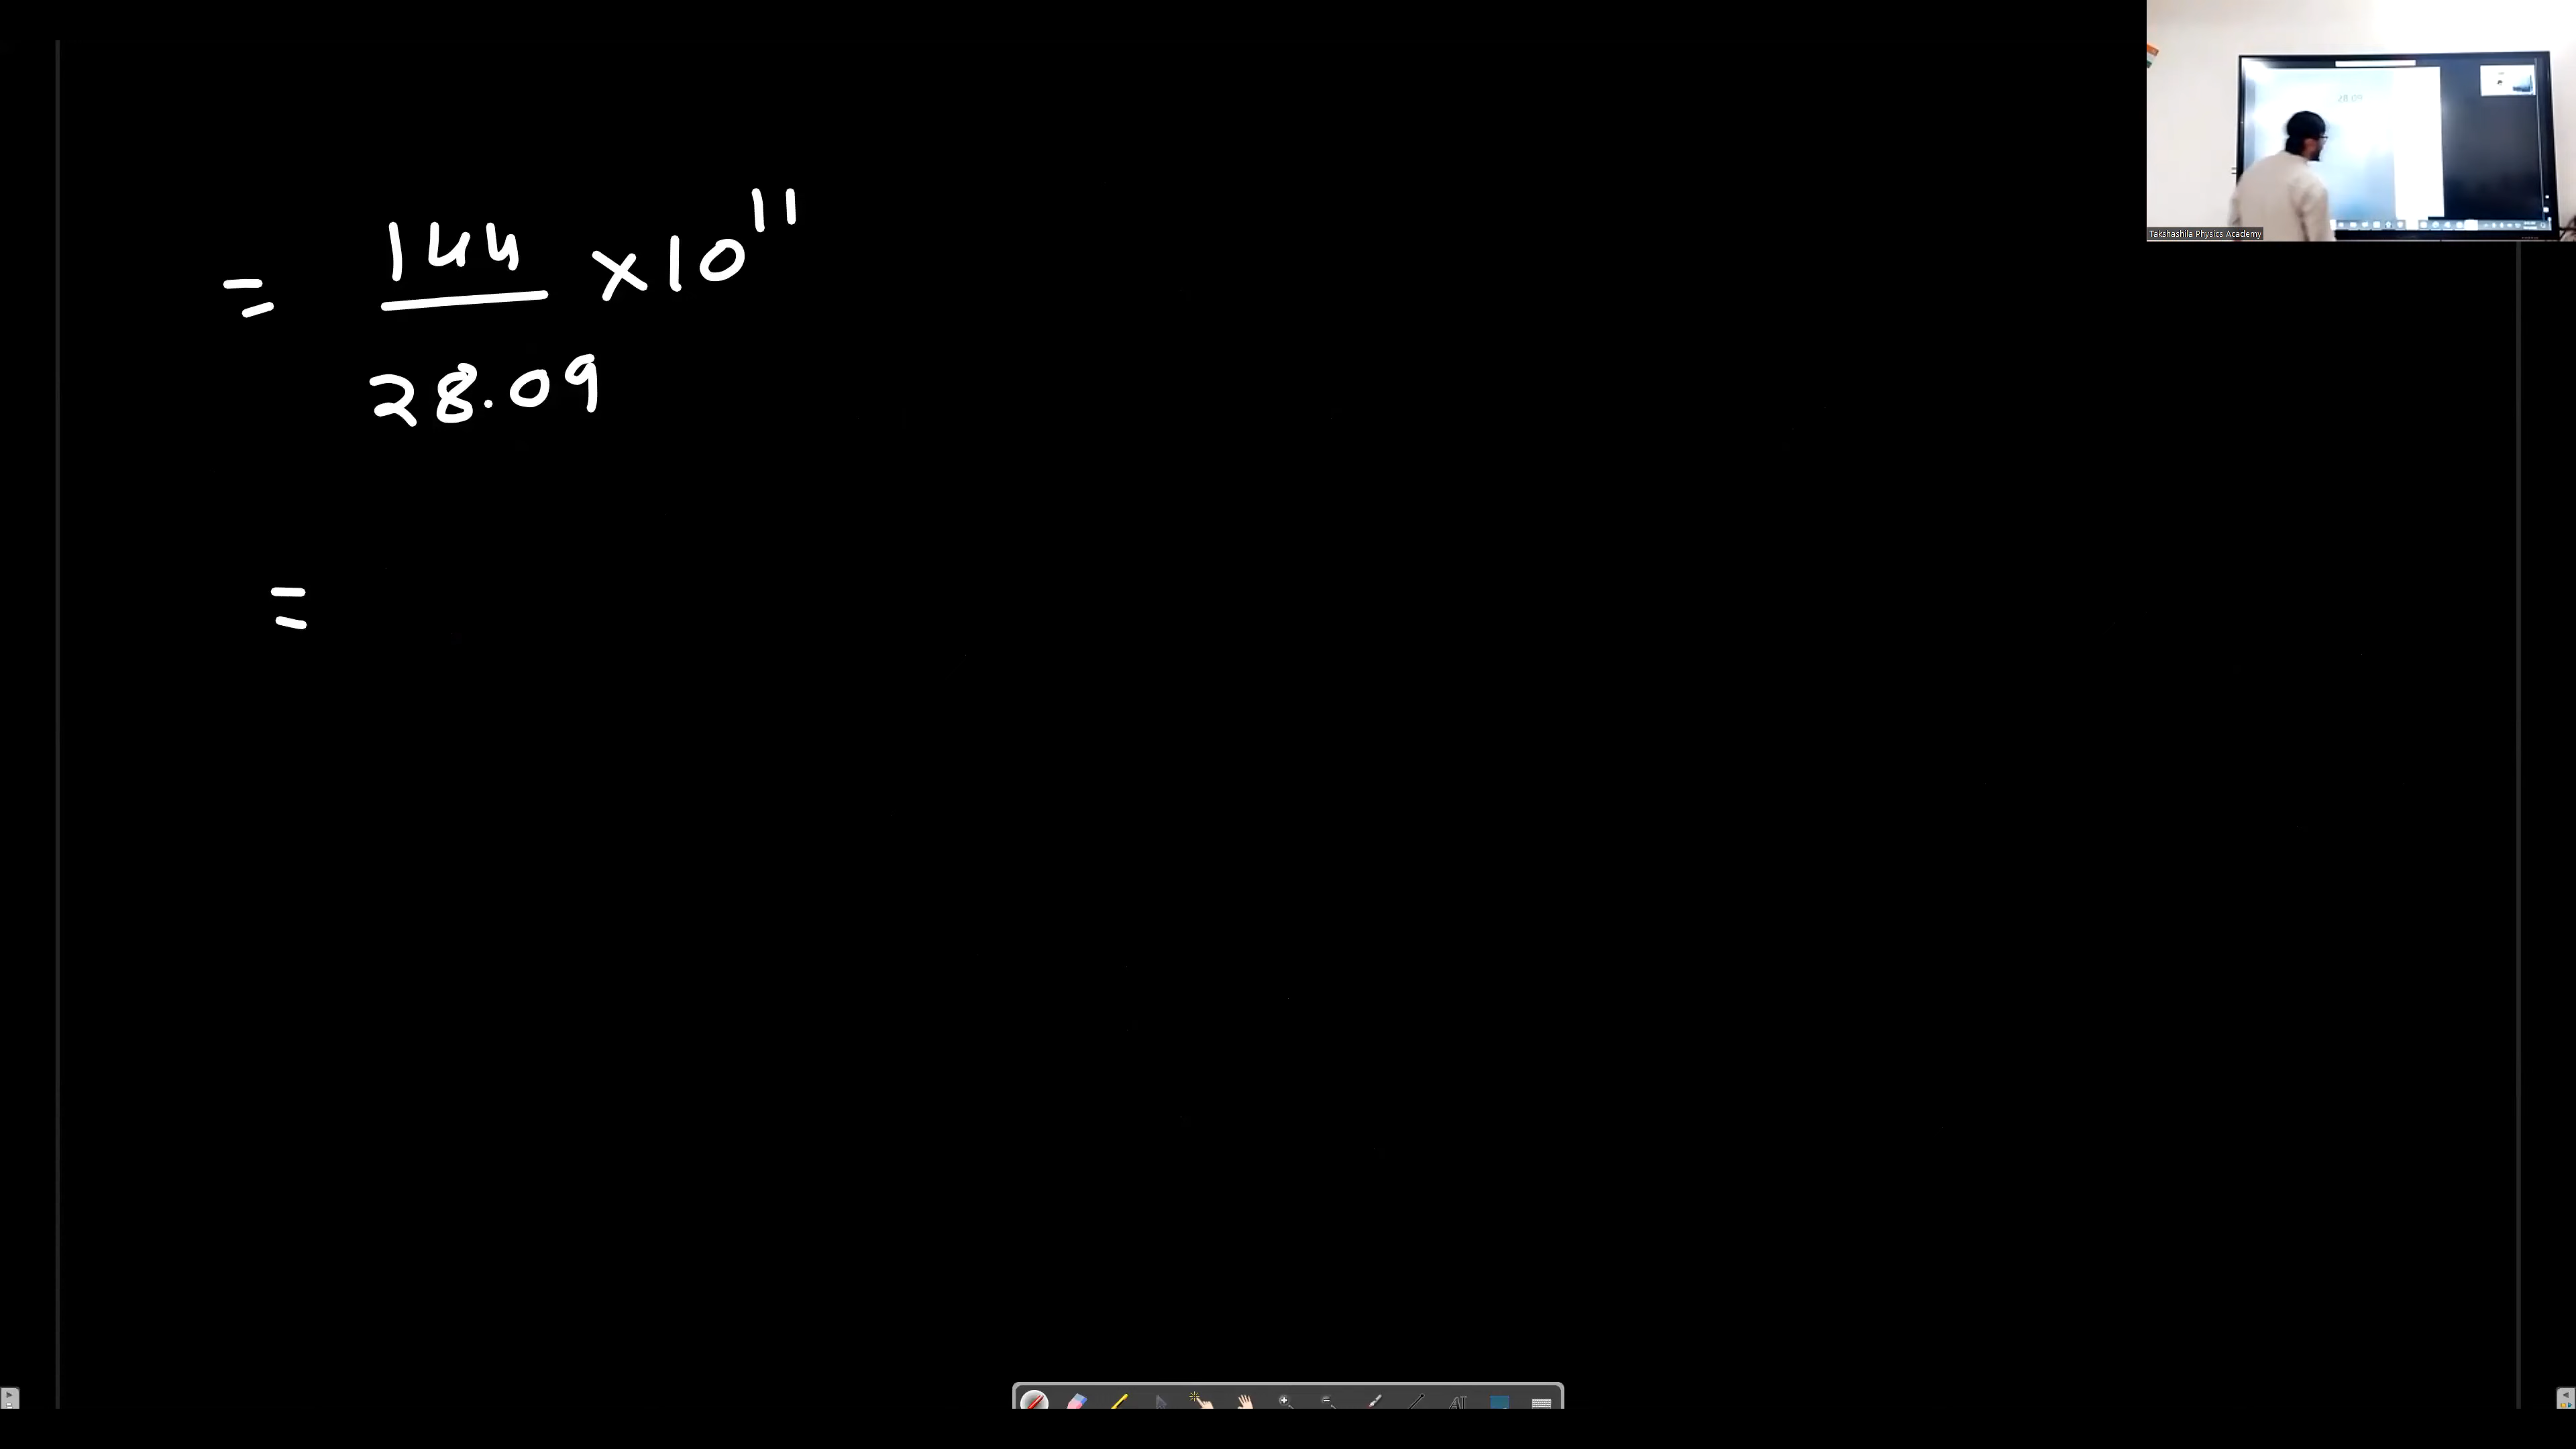 = 144/28.09 ×10¹¹
=
Takshashila Physics Academy